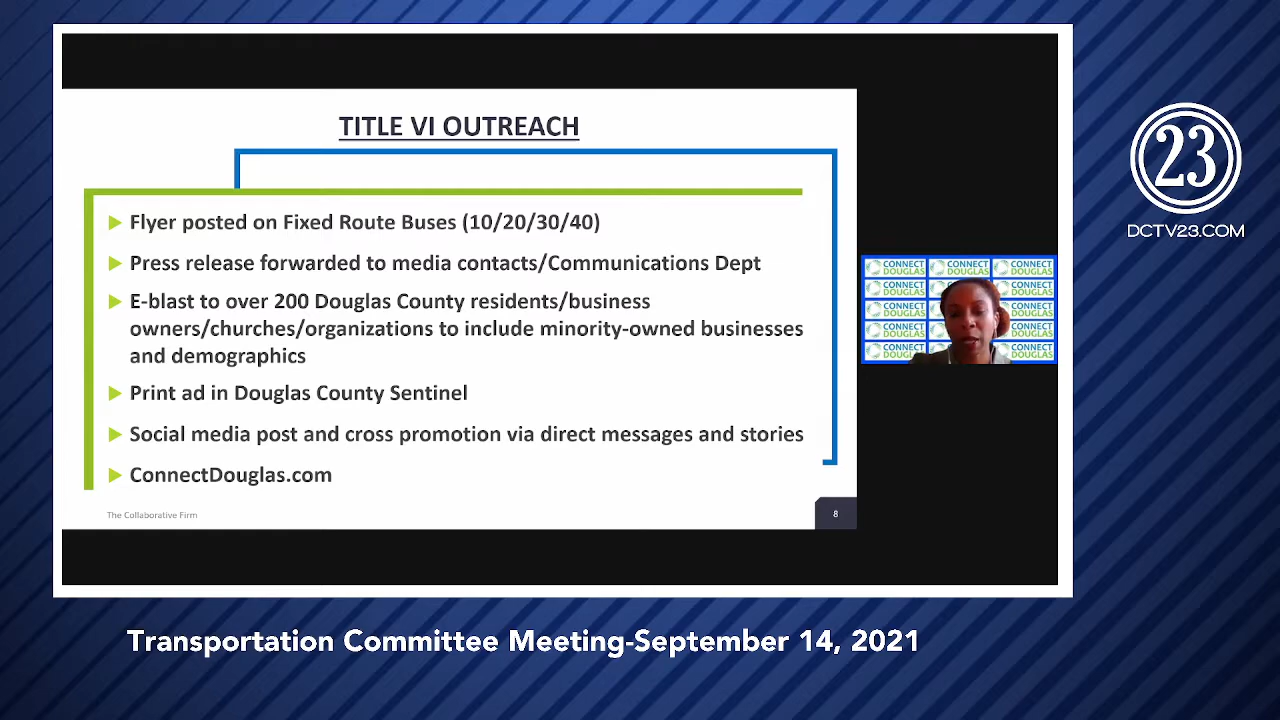 TITLE VI OUTREACH
Flyer posted on Fixed Route Buses (10/20/30/40)
Press release forwarded to media contacts/Communications Dept
E-blast to over 200 Douglas County residents/business
owners/churches/organizations to include minority-owned businesses
and demographics
Print ad in Douglas County Sentinel
Social media post and cross promotion via direct messages and stories
ConnectDouglas.com
The Collaborative Firm
8
23
DCTV23.COM
CONNECT DOUGLAS
CONNECT DOUGLAS
CONNECT DOUGLAS
CONNECT DOUGLAS
CONNECT DOUGLAS
CONNECT DOUGLAS
CONNECT DOUGLAS
CONNECT DOUGLAS
CONNECT DOUGLAS
CONNECT DOUGLAS
Transportation Committee Meeting-September 14, 2021